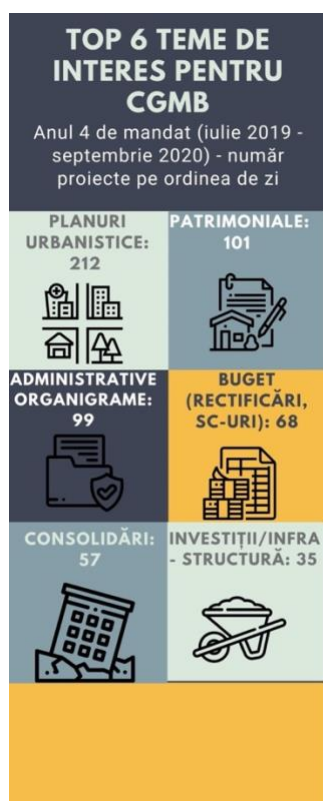 TOP 6 TEME DE
INTERES PENTRU
CGMB
Anul 4 de mandat (iulie 2019 -
septembrie 2020) - număr
proiecte pe ordinea de zi
PLANURI
URBANISTICE:
212
PATRIMONIALE:
101
ADMINISTRATIVE
ORGANIGRAME:
99
BUGET
(RECTIFICĂRI,
SC-URI): 68
CONSOLIDĂRI:
57
INVESTIȚII/INFRA
- STRUCTURĂ: 35